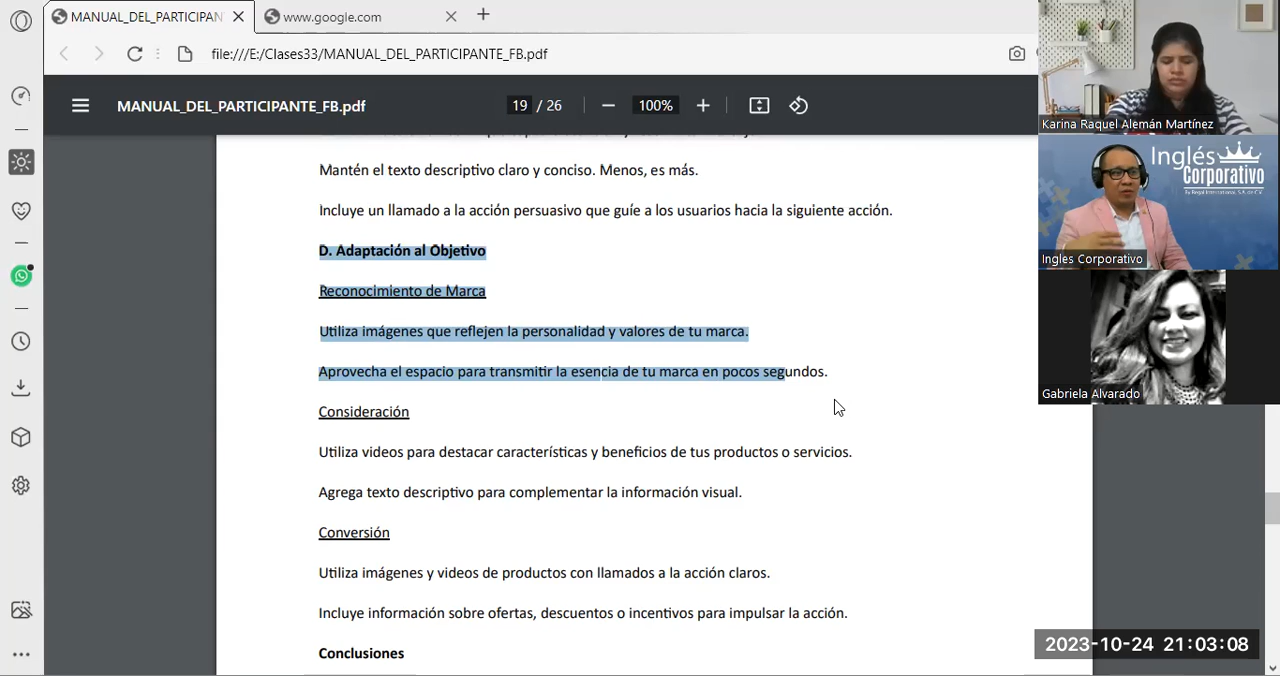 MANUAL_DEL_PARTICIPAN
www.google.com
file:///E:/Clases33/MANUAL_DEL_PARTICIPANTE_FB.pdf
MANUAL_DEL_PARTICIPANTE_FB.pdf
19 / 26
100%
Mantén el texto descriptivo claro y conciso. Menos, es más.
Incluye un llamado a la acción persuasivo que guíe a los usuarios hacia la siguiente acción.
D. Adaptación al Objetivo
Reconocimiento de Marca
Utiliza imágenes que reflejen la personalidad y valores de tu marca.
Aprovecha el espacio para transmitir la esencia de tu marca en pocos segundos.
Consideración
Utiliza videos para destacar características y beneficios de tus productos o servicios.
Agrega texto descriptivo para complementar la información visual.
Conversión
Utiliza imágenes y videos de productos con llamados a la acción claros.
Incluye información sobre ofertas, descuentos o incentivos para impulsar la acción.
Conclusiones
Karina Raquel Alemán Martínez
Inglés
Corporativo
By Regal International, S.A. de C.V.
Ingles Corporativo
Gabriela Alvarado
2023-10-24 21:03:08